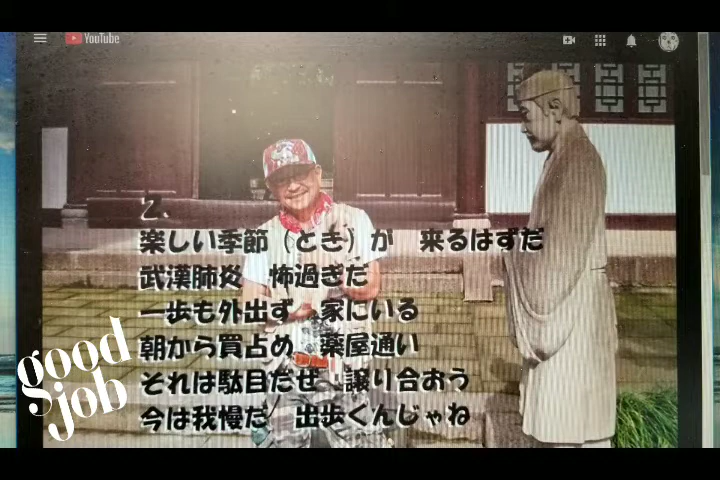 YouTube
2.
楽しい季節（とき）が　来るはずだ
武漢肺炎　怖過ぎだ
一歩も外出ず　家にいる
朝から買占め　薬屋通い
それは駄目だぜ　譲り合おう
今は我慢だ　出歩くんじゃね
good
job